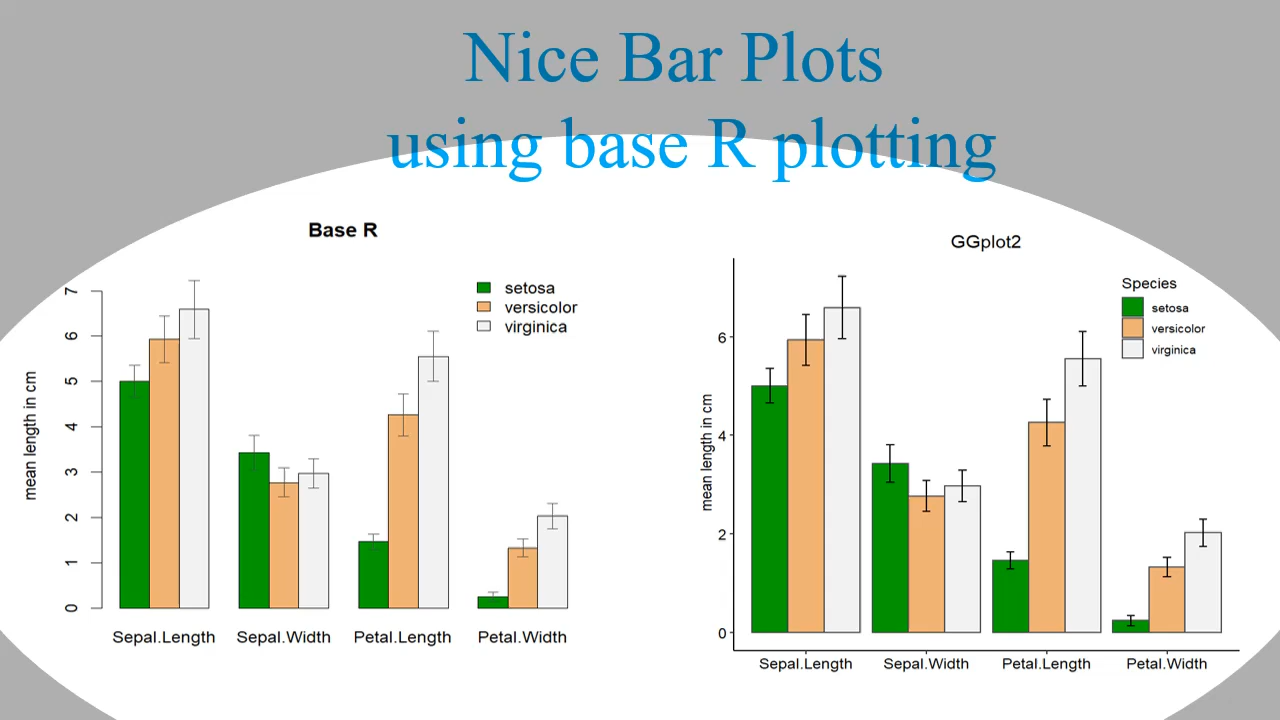 Nice Bar Plots
using base R plotting
Base R
setosa
versicolor
virginica
mean length in cm
7
6
5
4
3
2
1
0
Sepal.Length Sepal.Width Petal.Length Petal.Width
GGplot2
Species
setosa
versicolor
virginica
mean length in cm
6
4
2
0
Sepal.Length Sepal.Width Petal.Length Petal.Width